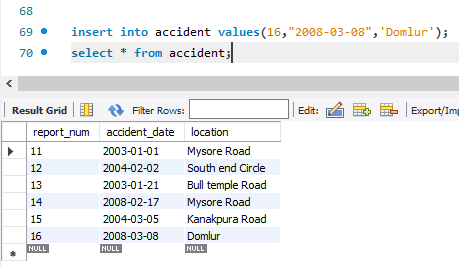 68
69 insert into accident values(16,"2008-03-08",'Domlur');
70 select * from accident;
Result Grid Filter Rows: Edit: Export/Imp
report_num accident_date location
11 2003-01-01 Mysore Road
12 2004-02-02 South end Circle
13 2003-01-21 Bull temple Road
14 2008-02-17 Mysore Road
15 2004-03-05 Kanakpura Road
16 2008-03-08 Domlur
NULL NULL NULL